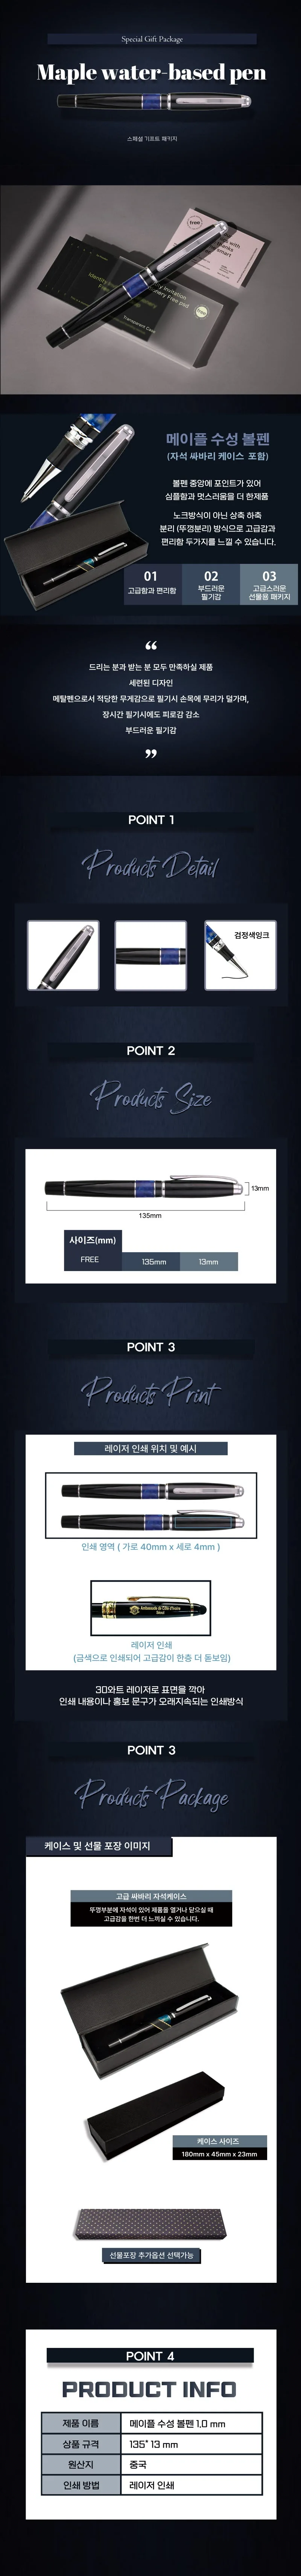 Special Gift Package
Maple water-based pen
스페셜 기프트 패키지
메이플 수성 볼펜
(자석 싸바리 케이스 포함)
볼펜 중앙에 포인트가 있어
심플함과 멋스러움을 더 한제품
노크방식이 아닌 상축 하축
분리 (뚜껑분리) 방식으로 고급감과
편리함 두가지를 느낄 수 있습니다.
01
고급함과 편리함
02
부드러운
필기감
03
고급스러운
선물용 패키지
드리는 분과 받는 분 모두 만족하실 제품
세련된 디자인
메탈펜으로서 적당한 무게감으로 필기시 손목에 무리가 덜가며,
장시간 필기시에도 피로감 감소
부드러운 필기감
POINT 1
Products Detail
검정색잉크
POINT 2
Products Size
13mm
135mm
사이즈(mm)
FREE
135mm
13mm
POINT 3
Products Print
레이저 인쇄 위치 및 예시
인쇄 영역 ( 가로 40mm x 세로 4mm )
레이저 인쇄
(금색으로 인쇄되어 고급감이 한층 더 돋보임)
30와트 레이저로 표면을 깍아
인쇄 내용이나 홍보 문구가 오래지속되는 인쇄방식
POINT 3
Products Package
케이스 및 선물 포장 이미지
고급 싸바리 자석케이스
뚜껑부분에 자석이 있어 제품을 열거나 닫으실 때
고급감을 한번 더 느끼실 수 있습니다.
케이스 사이즈
180mm x 45mm x 23mm
선물포장 추가옵션 선택가능
POINT 4
PRODUCT INFO
제품 이름
메이플 수성 볼펜 1.0 mm
상품 규격
135* 13 mm
원산지
중국
인쇄 방법
레이저 인쇄